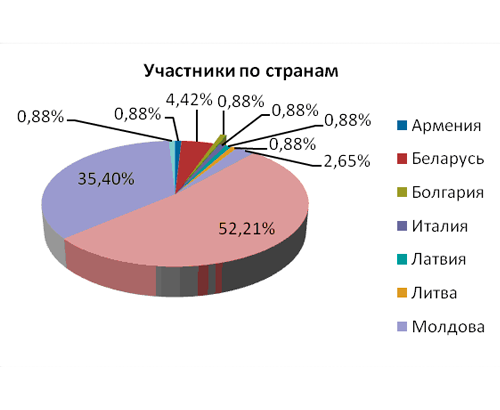 Участники по странам
0,88%
0,88%
4,42%
0,88%
0,88%
0,88%
0,88%
2,65%
35,40%
52,21%
Армения
Беларусь
Болгария
Италия
Латвия
Литва
Молдова